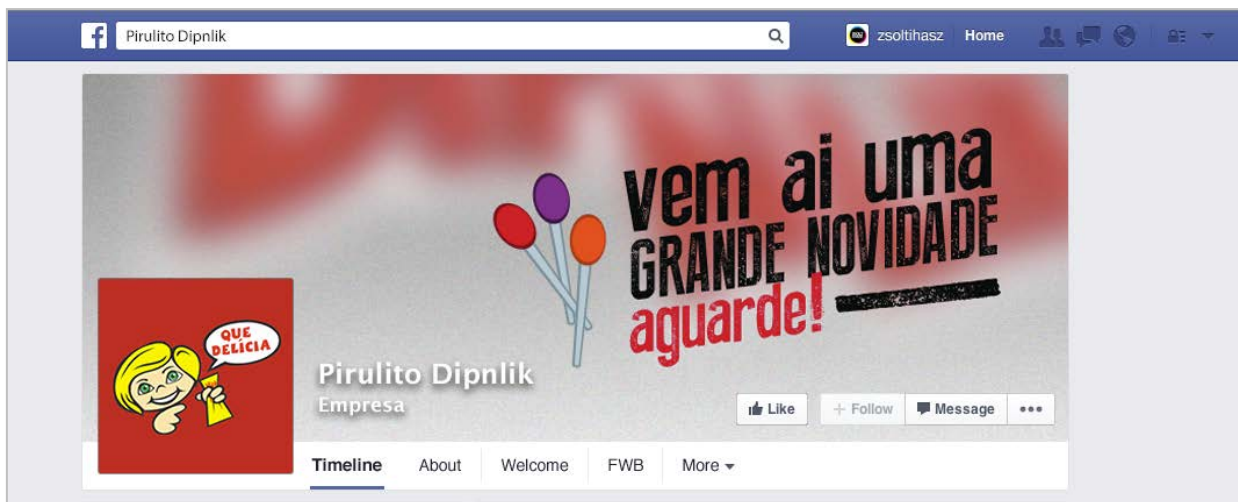 f Pirulito Dipnlik zsoltihasz Home
vem ai uma
GRANDE NOVIDADE
aguarde!
QUE
DELÍCIA
Pirulito Dipnlik
Empresa
Like + Follow Message
Timeline About Welcome FWB More